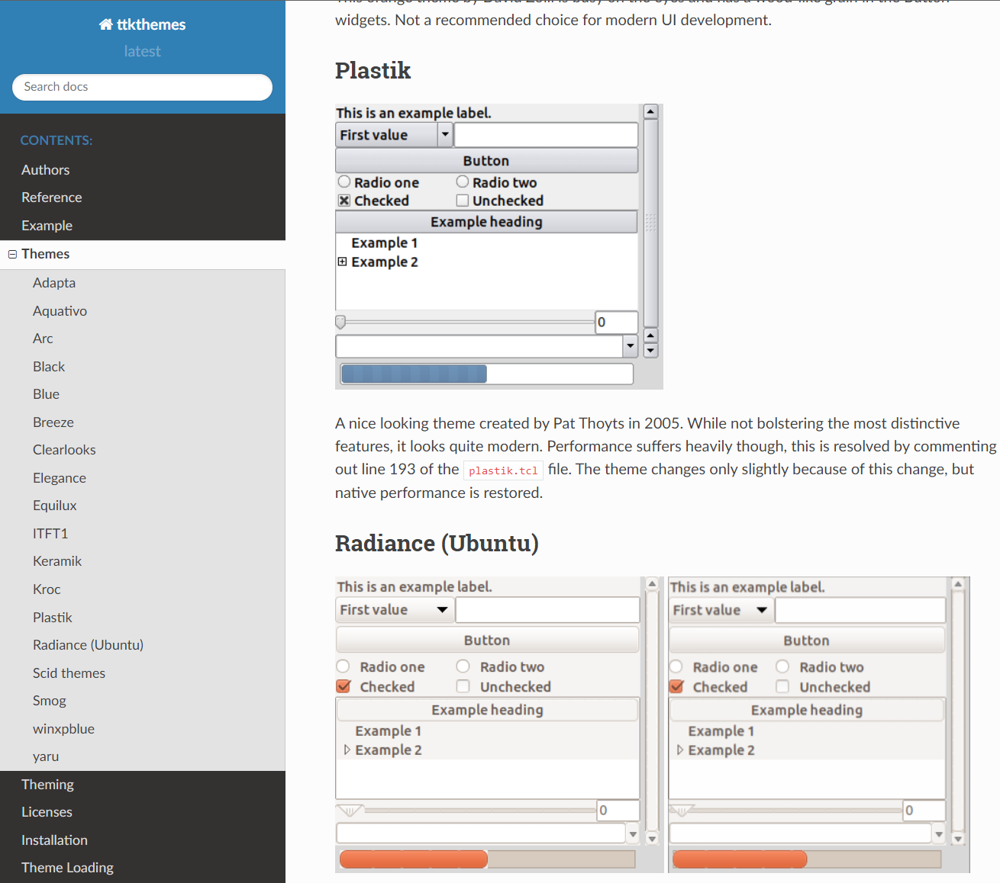 ttkthemes
latest
Search docs
CONTENTS:
Authors
Reference
Example
Themes
Adapta
Aquativo
Arc
Black
Blue
Breeze
Clearlooks
Elegance
Equilux
ITFT1
Keramik
Kroc
Plastik
Radiance (Ubuntu)
Scid themes
Smog
winxpblue
yaru
Theming
Licenses
Installation
Theme Loading
widgets. Not a recommended choice for modern UI development.
Plastik
This is an example label.
First value
Button
Radio one Radio two
Checked Unchecked
Example heading
Example 1
Example 2
0
A nice looking theme created by Pat Thoyts in 2005. While not bolstering the most distinctive
features, it looks quite modern. Performance suffers heavily though, this is resolved by commenting
out line 193 of the plastik.tcl file. The theme changes only slightly because of this change, but
native performance is restored.
Radiance (Ubuntu)
This is an example label.
First value
Button
Radio one Radio two
Checked Unchecked
Example heading
Example 1
Example 2
0
This is an example label.
First value
Button
Radio one Radio two
Checked Unchecked
Example heading
Example 1
Example 2
0